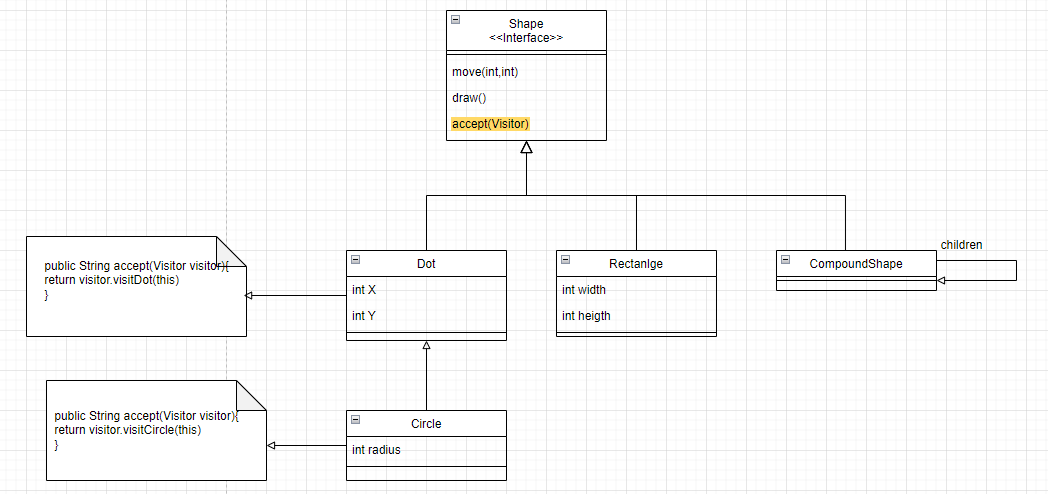 Shape
<<Interface>>
move(int,int)
draw()
accept(Visitor)
children
public String accept(Visitor visitor){
return visitor.visitDot(this)
}
Dot
int X
int Y
Rectanlge
int width
int heigth
CompoundShape
public String accept(Visitor visitor){
return visitor.visitCircle(this)
}
Circle
int radius